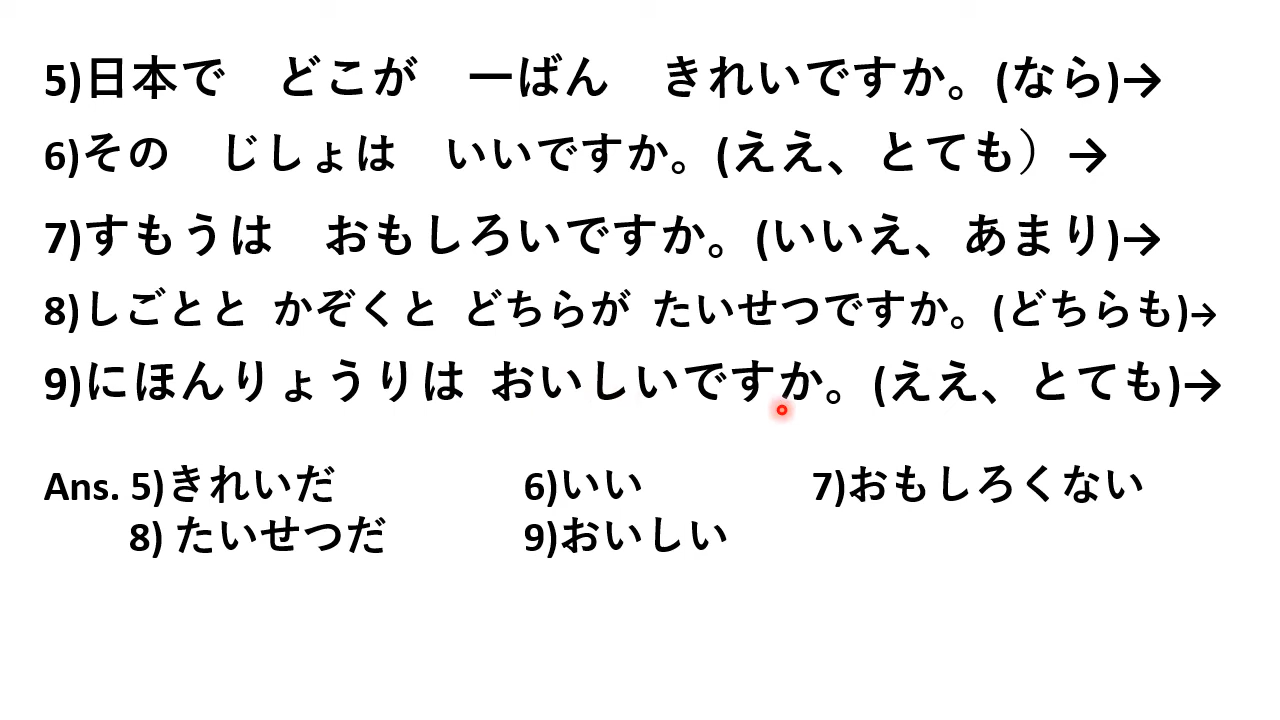 5)日本で　どこが　一ばん　きれいですか。(なら)→
6)その　じしょは　いいですか。(ええ、とても）→
7)すもうは　おもしろいですか。(いいえ、あまり)→
8)しごとと かぞくと どちらが たいせつですか。(どちらも)→
9)にほんりょうりは おいしいですか。(ええ、とても)→
Ans. 5)きれいだ 6)いい 7)おもしろくない
8) たいせつだ 9)おいしい